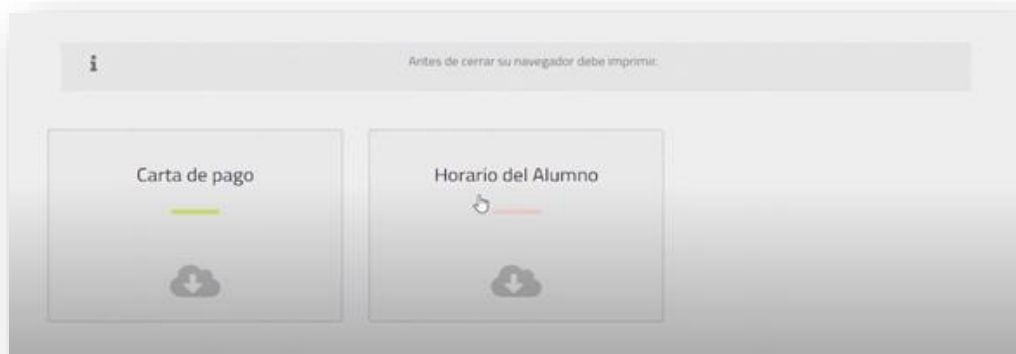 i
Antes de cerrar su navegador debe imprimir.
Carta de pago
Horario del Alumno